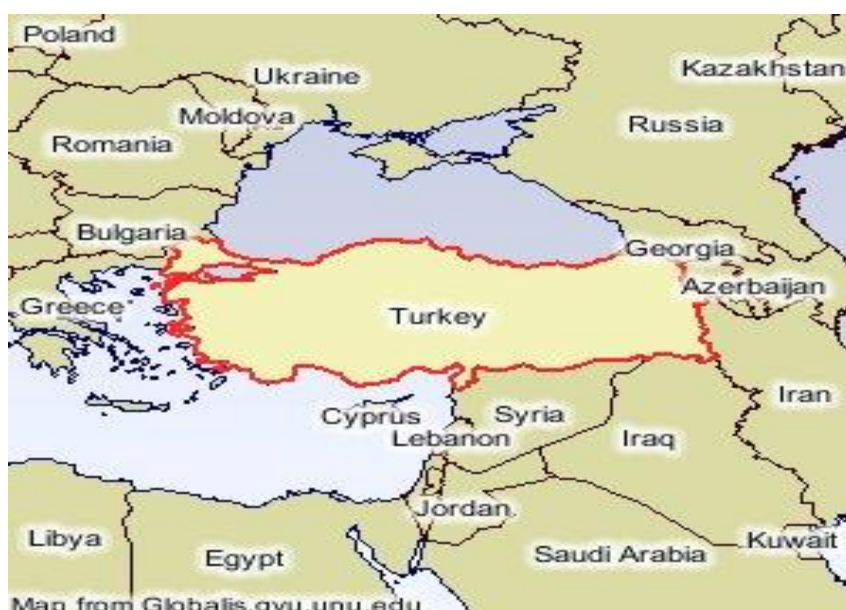 Poland
Ukraine
Kazakhstan
Moldova
Russia
Romania
Bulgaria
Georgia
Azerbaijan
Greece
Turkey
Iran
Cyprus
Syria
Lebanon
Iraq
Jordan
Libya
Egypt
Saudi Arabia
Kuwait
Map from Globalis.gvu.unu.edu